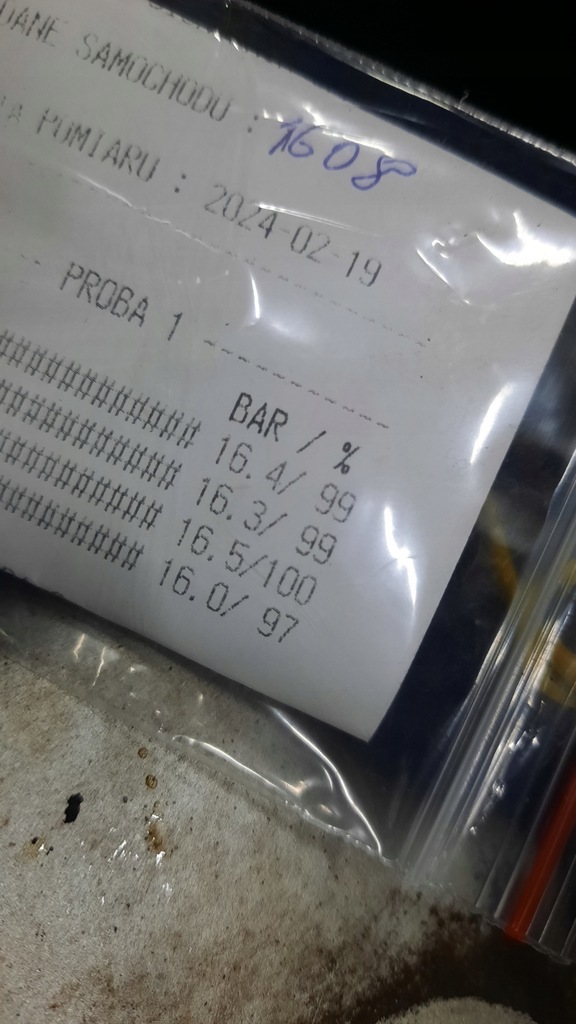 DANE SAMOCHODU : 1608
POMIARU : 2024-02-19
PROBA 1
BAR / %
############ 16.4/ 99
########### 16.3/ 99
########### 16.5/100
########## 16.0/ 97